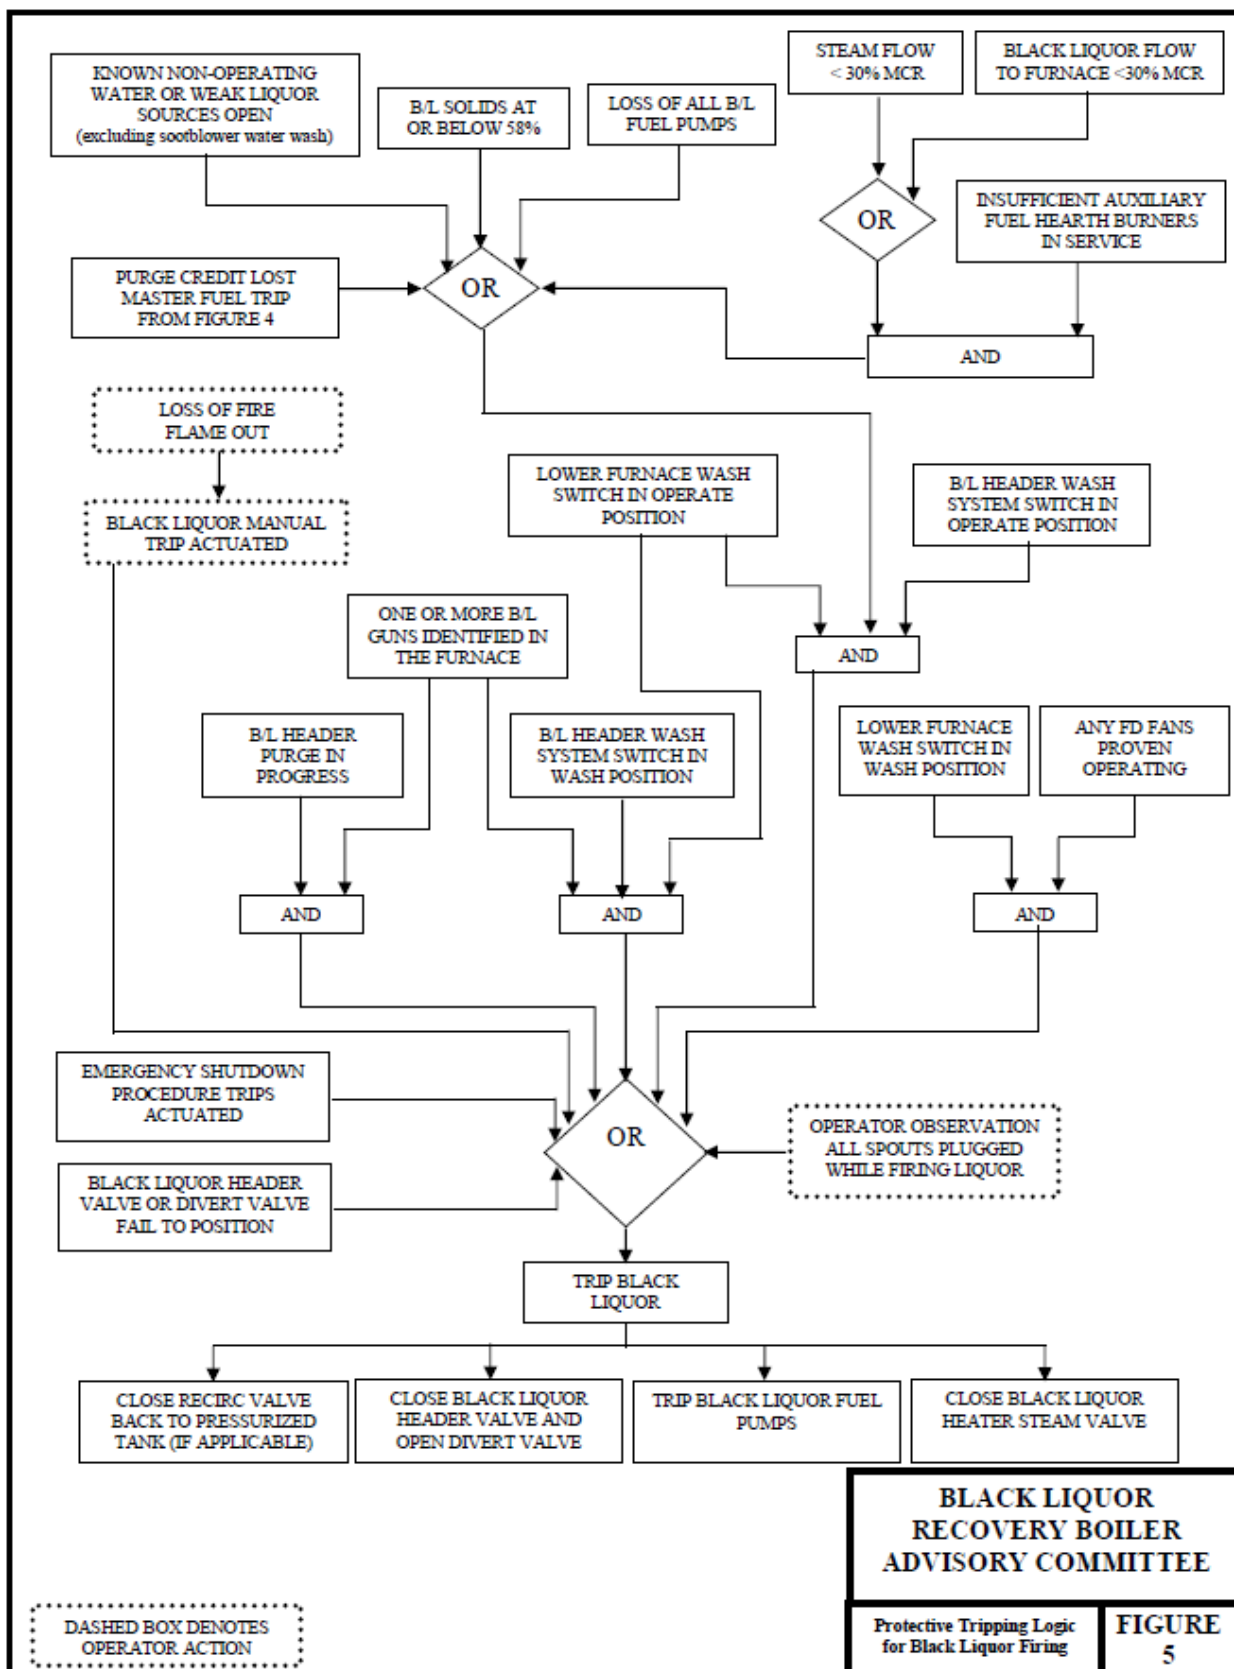 KNOWN NON-OPERATING
WATER OR WEAK LIQUOR
SOURCES OPEN
(excluding sootblower water wash)
B/L SOLIDS AT
OR BELOW 58%
LOSS OF ALL B/L
FUEL PUMPS
STEAM FLOW
< 30% MCR
BLACK LIQUOR FLOW
TO FURNACE <30% MCR
OR
INSUFFICIENT AUXILIARY
FUEL HEARTH BURNERS
IN SERVICE
PURGE CREDIT LOST
MASTER FUEL TRIP
FROM FIGURE 4
OR
AND
LOSS OF FIRE
FLAME OUT
BLACK LIQUOR MANUAL
TRIP ACTUATED
LOWER FURNACE WASH
SWITCH IN OPERATE
POSITION
B/L HEADER WASH
SYSTEM SWITCH IN
OPERATE POSITION
ONE OR MORE B/L
GUNS IDENTIFIED IN
THE FURNACE
AND
B/L HEADER
PURGE IN
PROGRESS
B/L HEADER WASH
SYSTEM SWITCH IN
WASH POSITION
LOWER FURNACE
WASH SWITCH IN
WASH POSITION
ANY FD FANS
PROVEN
OPERATING
AND
AND
AND
EMERGENCY SHUTDOWN
PROCEDURE TRIPS
ACTUATED
OR
OPERATOR OBSERVATION
ALL SPOUTS PLUGGED
WHILE FIRING LIQUOR
BLACK LIQUOR HEADER
VALVE OR DIVERT VALVE
FAIL TO POSITION
TRIP BLACK
LIQUOR
CLOSE RECIRC VALVE
BACK TO PRESSURIZED
TANK (IF APPLICABLE)
CLOSE BLACK LIQUOR
HEADER VALVE AND
OPEN DIVERT VALVE
TRIP BLACK LIQUOR FUEL
PUMPS
CLOSE BLACK LIQUOR
HEATER STEAM VALVE
BLACK LIQUOR
RECOVERY BOILER
ADVISORY COMMITTEE
DASHED BOX DENOTES
OPERATOR ACTION
Protective Tripping Logic
for Black Liquor Firing
FIGURE
5